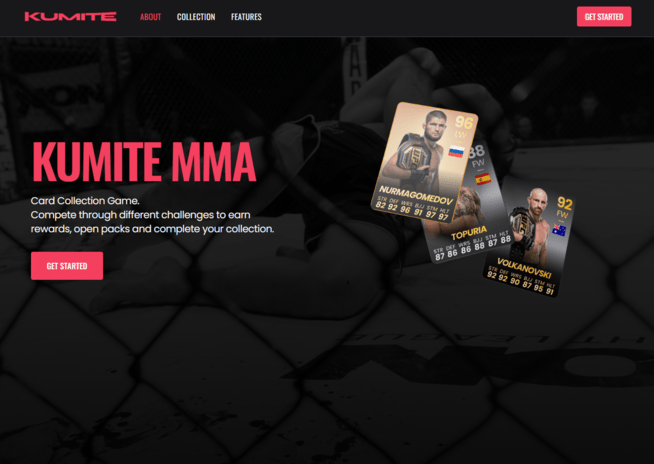 KUMITE
ABOUT
COLLECTION
FEATURES
GET STARTED
KUMITE MMA
Card Collection Game.
Compete through different challenges to earn
rewards, open packs and complete your collection.
GET STARTED
96
LW
NURMAGOMEDOV
STR DEF WRS BJJ STM HLT
82 92 96 91 97 97
88
FW
TOPURIA
STR DEF WRS BJJ STM HLT
87 86 86 88 87 88
92
FW
VOLKANOVSKI
STR DEF WRS BJJ STM HLT
92 92 90 87 95 91